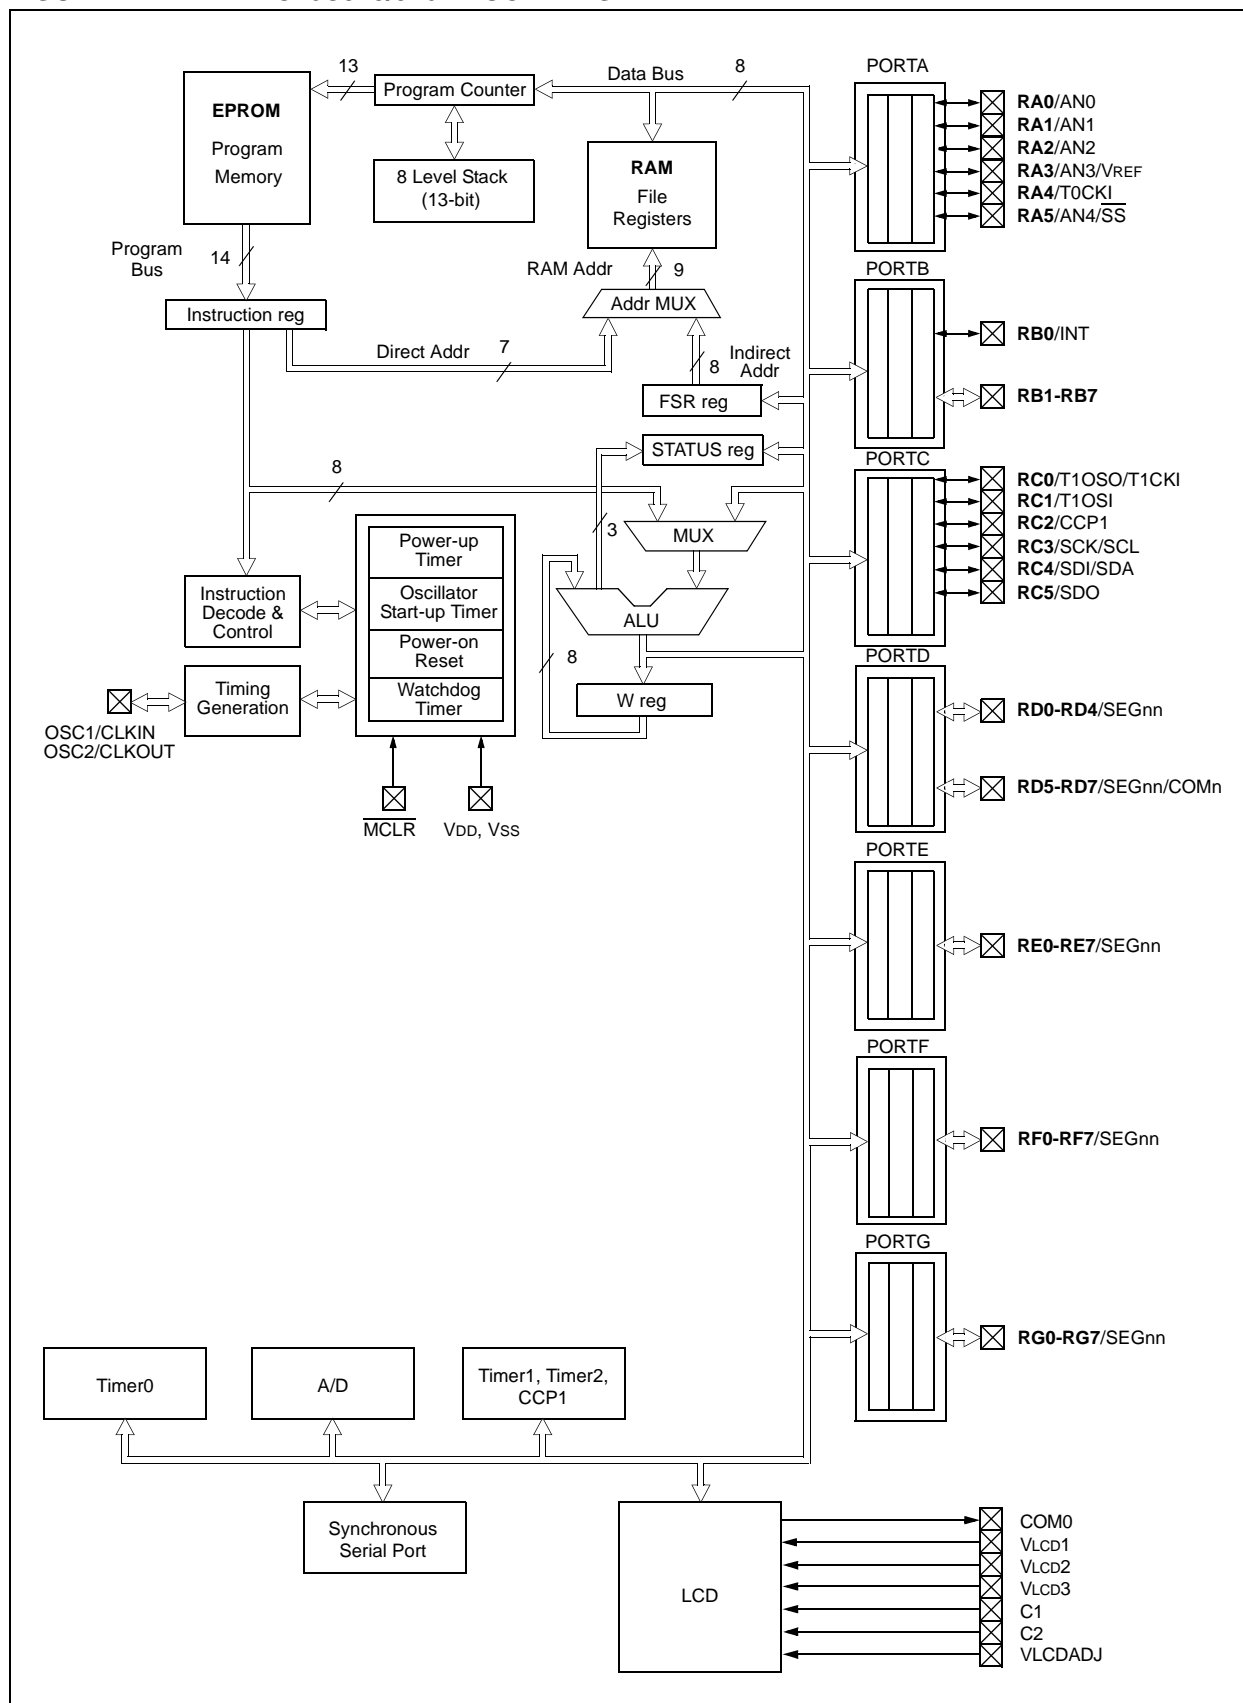 13
Data Bus
8
PORTA
EPROM
Program
Memory
Program Counter
8 Level Stack
(13-bit)
RAM
File
Registers
RA0/AN0
RA1/AN1
RA2/AN2
RA3/AN3/VREF
RA4/T0CKI
RA5/AN4/SS
Program
Bus
14
RAM Addr
9
PORTB
Instruction reg
Addr MUX
RB0/INT
Direct Addr
7
8
Indirect
Addr
FSR reg
RB1-RB7
STATUS reg
PORTC
8
RC0/T1OSO/T1CKI
RC1/T1OSI
RC2/CCP1
RC3/SCK/SCL
RC4/SDI/SDA
RC5/SDO
3
MUX
Power-up
Timer
Instruction
Decode &
Control
Oscillator
Start-up Timer
ALU
Power-on
Reset
8
PORTD
Timing
Generation
Watchdog
Timer
W reg
RD0-RD4/SEGnn
OSC1/CLKIN
OSC2/CLKOUT
RD5-RD7/SEGnn/COMn
MCLR
VDD, VSS
PORTE
RE0-RE7/SEGnn
PORTF
RF0-RF7/SEGnn
PORTG
RG0-RG7/SEGnn
Timer0
A/D
Timer1, Timer2,
CCP1
Synchronous
Serial Port
LCD
COM0
VLCD1
VLCD2
VLCD3
C1
C2
VLCDADJ